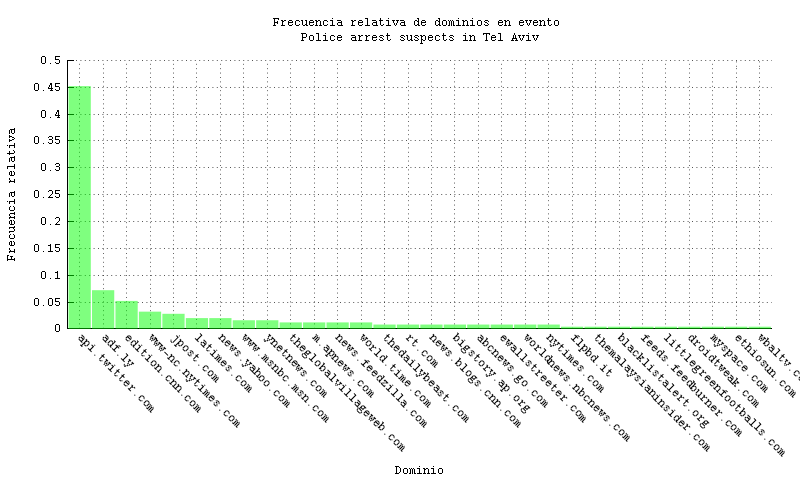 Frecuencia relativa de dominios en evento
Police arrest suspects in Tel Aviv
Frecuencia relativa
0.5
0.45
0.4
0.35
0.3
0.25
0.2
0.15
0.1
0.05
0
api.twitter.com
adf.ly
edition.cnn.com
www-nc.nytimes.com
jpost.com
latimes.com
news.yahoo.com
www.msnbc.msn.com
ynetnews.com
theglobalvillageweb.com
m.apnews.com
news.feedzilla.com
world.time.com
thedailybeast.com
rt.com
news.blogs.cnn.com
bigstory.ap.org
abcnews.go.com
ewallstreeter.com
worldnews.nbcnews.com
nytimes.com
flpbd.it
themalaysianinsider.com
blacklistalert.org
feeds.feedburner.com
littlegreenfootballs.com
droidtweak.com
myspace.com
ethiosun.com
wbaltv.co
Dominio